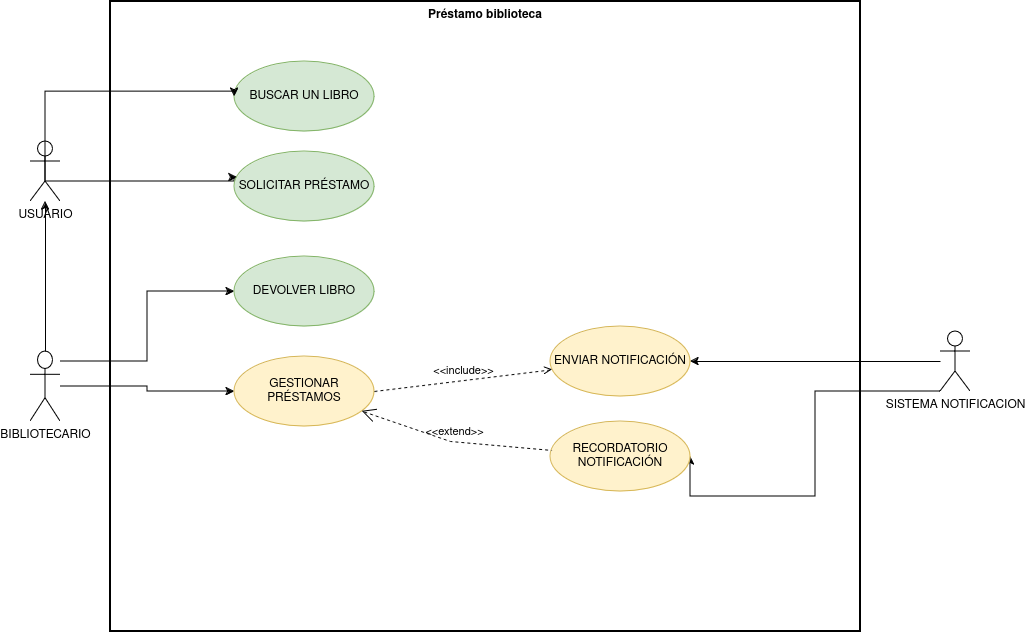 Préstamo biblioteca
BUSCAR UN LIBRO
SOLICITAR PRÉSTAMO
USUARIO
DEVOLVER LIBRO
ENVIAR NOTIFICACIÓN
<<include>>
GESTIONAR
PRÉSTAMOS
SISTEMA NOTIFICACION
BIBLIOTECARIO
<<extend>>
RECORDATORIO
NOTIFICACIÓN